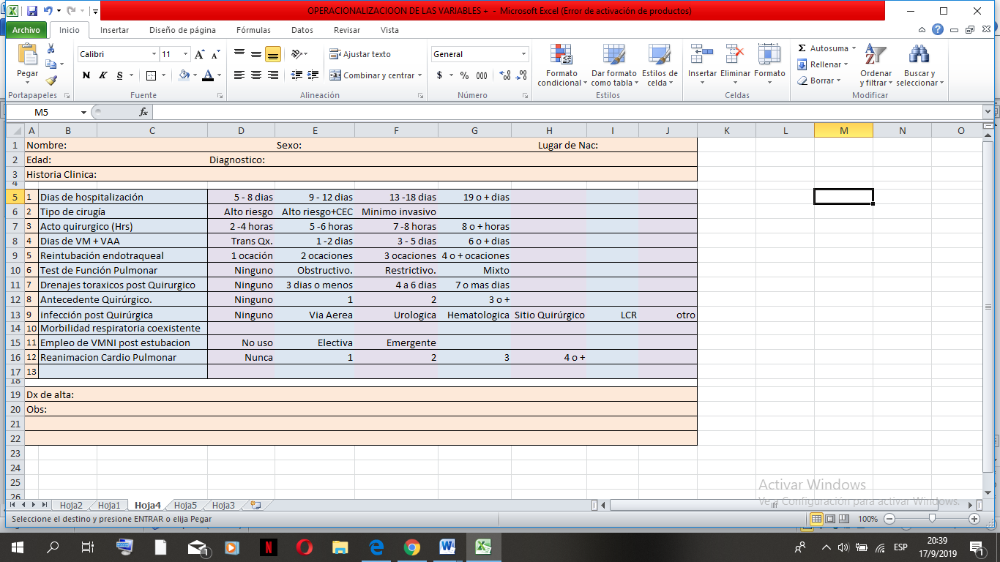 OPERACIONALIZACIOON DE LAS VARIABLES - - Microsoft Excel (Error de activación de productos)
Archivo Inicio Insertar Diseño de página Fórmulas Datos Revisar Vista
Calibri 11 Ajustar texto General Autosuma
Pegar Formato condicional Dar formato como tabla Estilos de celda Insertar Eliminar Formato Rellenar Ordenar y filtrar Buscar y seleccionar
N K S Combinar y centrar $ % 000 Borrar
Portapapeles Fuente Alineación Número Estilos Celdas Modificar
M5 fx
A B C D E F G H I J K L M N O
1 Nombre: Sexo: Lugar de Nac:
2 Edad: Diagnostico:
3 Historia Clinica:
4
5 1 Dias de hospitalización 5 - 8 dias 9 - 12 dias 13 -18 dias 19 o + dias
6 2 Tipo de cirugía Alto riesgo Alto riesgo+CEC Minimo invasivo
7 3 Acto quirurgico (Hrs) 2 -4 horas 5 -6 horas 7 -8 horas 8 o + horas
8 4 Dias de VM + VAA Trans Qx. 1 -2 dias 3 - 5 dias 6 o + dias
9 5 Reintubación endotraqueal 1 ocación 2 ocaciones 3 ocaciones 4 o + ocaciones
10 6 Test de Función Pulmonar Ninguno Obstructivo. Restrictivo. Mixto
11 7 Drenajes toraxicos post Quirurgico Ninguno 3 dias o menos 4 a 6 dias 7 o mas dias
12 8 Antecedente Quirúrgico. Ninguno 1 2 3 o +
13 9 infección post Quirúrgica Ninguno Via Aerea Urologica Hematologica Sitio Quirúrgico LCR otro
14 10 Morbilidad respiratoria coexistente
15 11 Empleo de VMNI post estubacion No uso Electiva Emergente
16 12 Reanimacion Cardio Pulmonar Nunca 1 2 3 4 o +
17 13
18
19 Dx de alta:
20 Obs:
21
22
23
24
25
26
Activar Windows
Ve a Configuración para activar Windows.
Hoja2 Hoja1 Hoja4 Hoja5 Hoja3
Seleccione el destino y presione ENTRAR o elija Pegar 100%
1 N ESP 20:39
17/9/2019 1